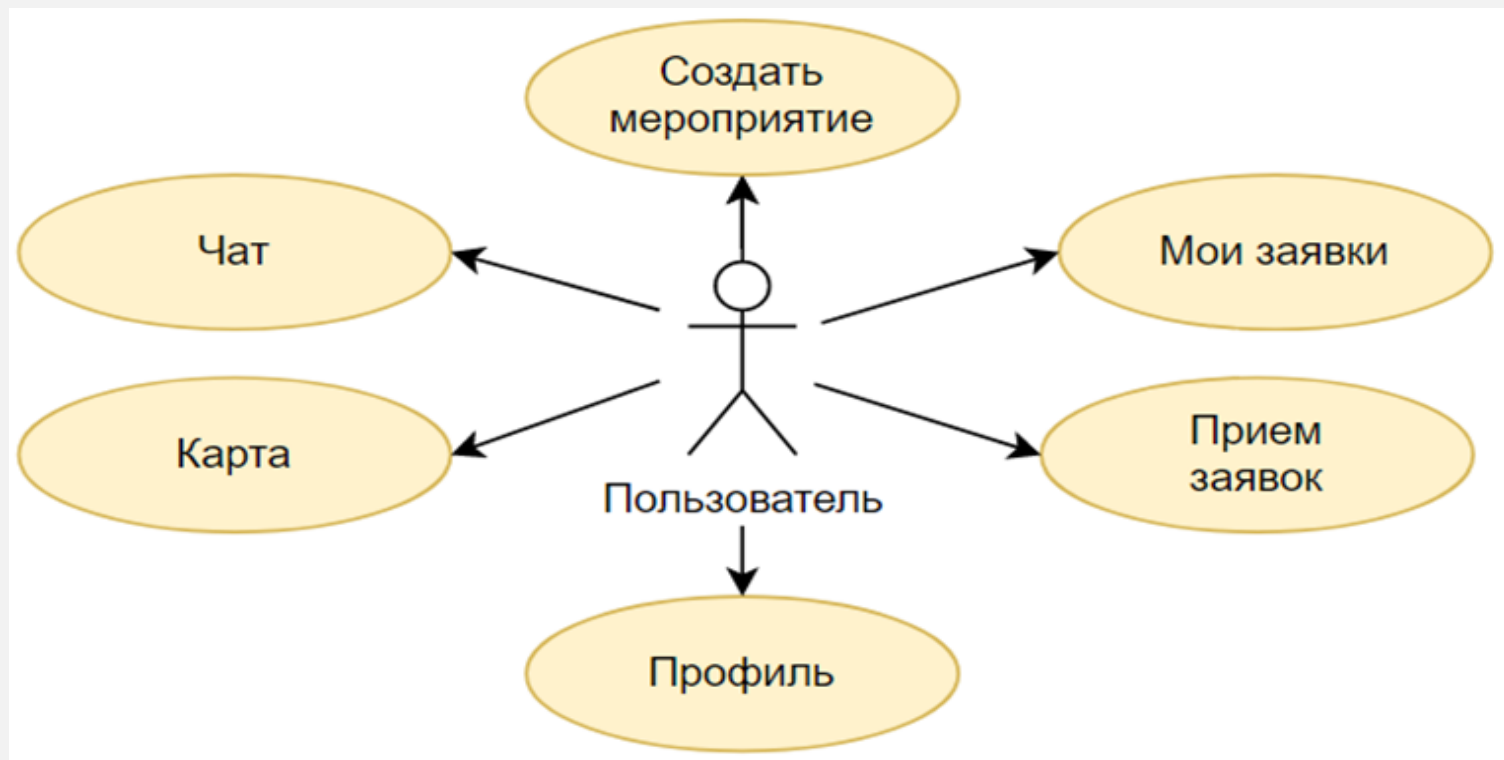 Создать
мероприятие
Чат
Мои заявки
Карта
Прием
заявок
Пользователь
Профиль